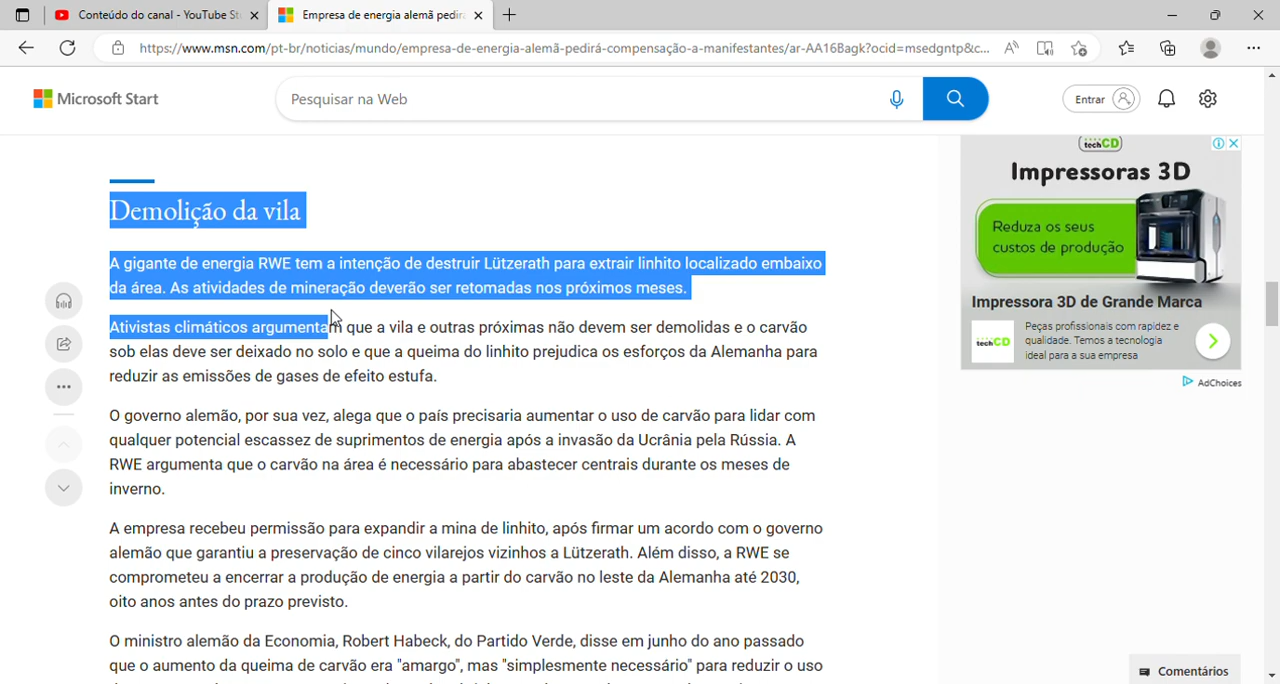 Conteúdo do canal - YouTube St
Empresa de energia alemã pedirá
https://www.msn.com/pt-br/noticias/mundo/empresa-de-energia-alemã-pedirá-compensação-a-manifestantes/ar-AA16Bagk?ocid=msedgntp&c...
Microsoft Start
Pesquisar na Web
Entrar
Demolição da vila
A gigante de energia RWE tem a intenção de destruir Lützerath para extrair linhito localizado embaixo
da área. As atividades de mineração deverão ser retomadas nos próximos meses.
Ativistas climáticos argumentam que a vila e outras próximas não devem ser demolidas e o carvão
sob elas deve ser deixado no solo e que a queima do linhito prejudica os esforços da Alemanha para
reduzir as emissões de gases de efeito estufa.
O governo alemão, por sua vez, alega que o país precisaria aumentar o uso de carvão para lidar com
qualquer potencial escassez de suprimentos de energia após a invasão da Ucrânia pela Rússia. A
RWE argumenta que o carvão na área é necessário para abastecer centrais durante os meses de
inverno.
A empresa recebeu permissão para expandir a mina de linhito, após firmar um acordo com o governo
alemão que garantiu a preservação de cinco vilarejos vizinhos a Lützerath. Além disso, a RWE se
comprometeu a encerrar a produção de energia a partir do carvão no leste da Alemanha até 2030,
oito anos antes do prazo previsto.
O ministro alemão da Economia, Robert Habeck, do Partido Verde, disse em junho do ano passado
que o aumento da queima de carvão era "amargo", mas "simplesmente necessário" para reduzir o uso
techCD
Impressoras 3D
Reduza os seus
custos de produção
Impressora 3D de Grande Marca
techCD
Peças profissionais com rapidez e
qualidade. Temos a tecnologia
ideal para a sua empresa
AdChoices
Comentários